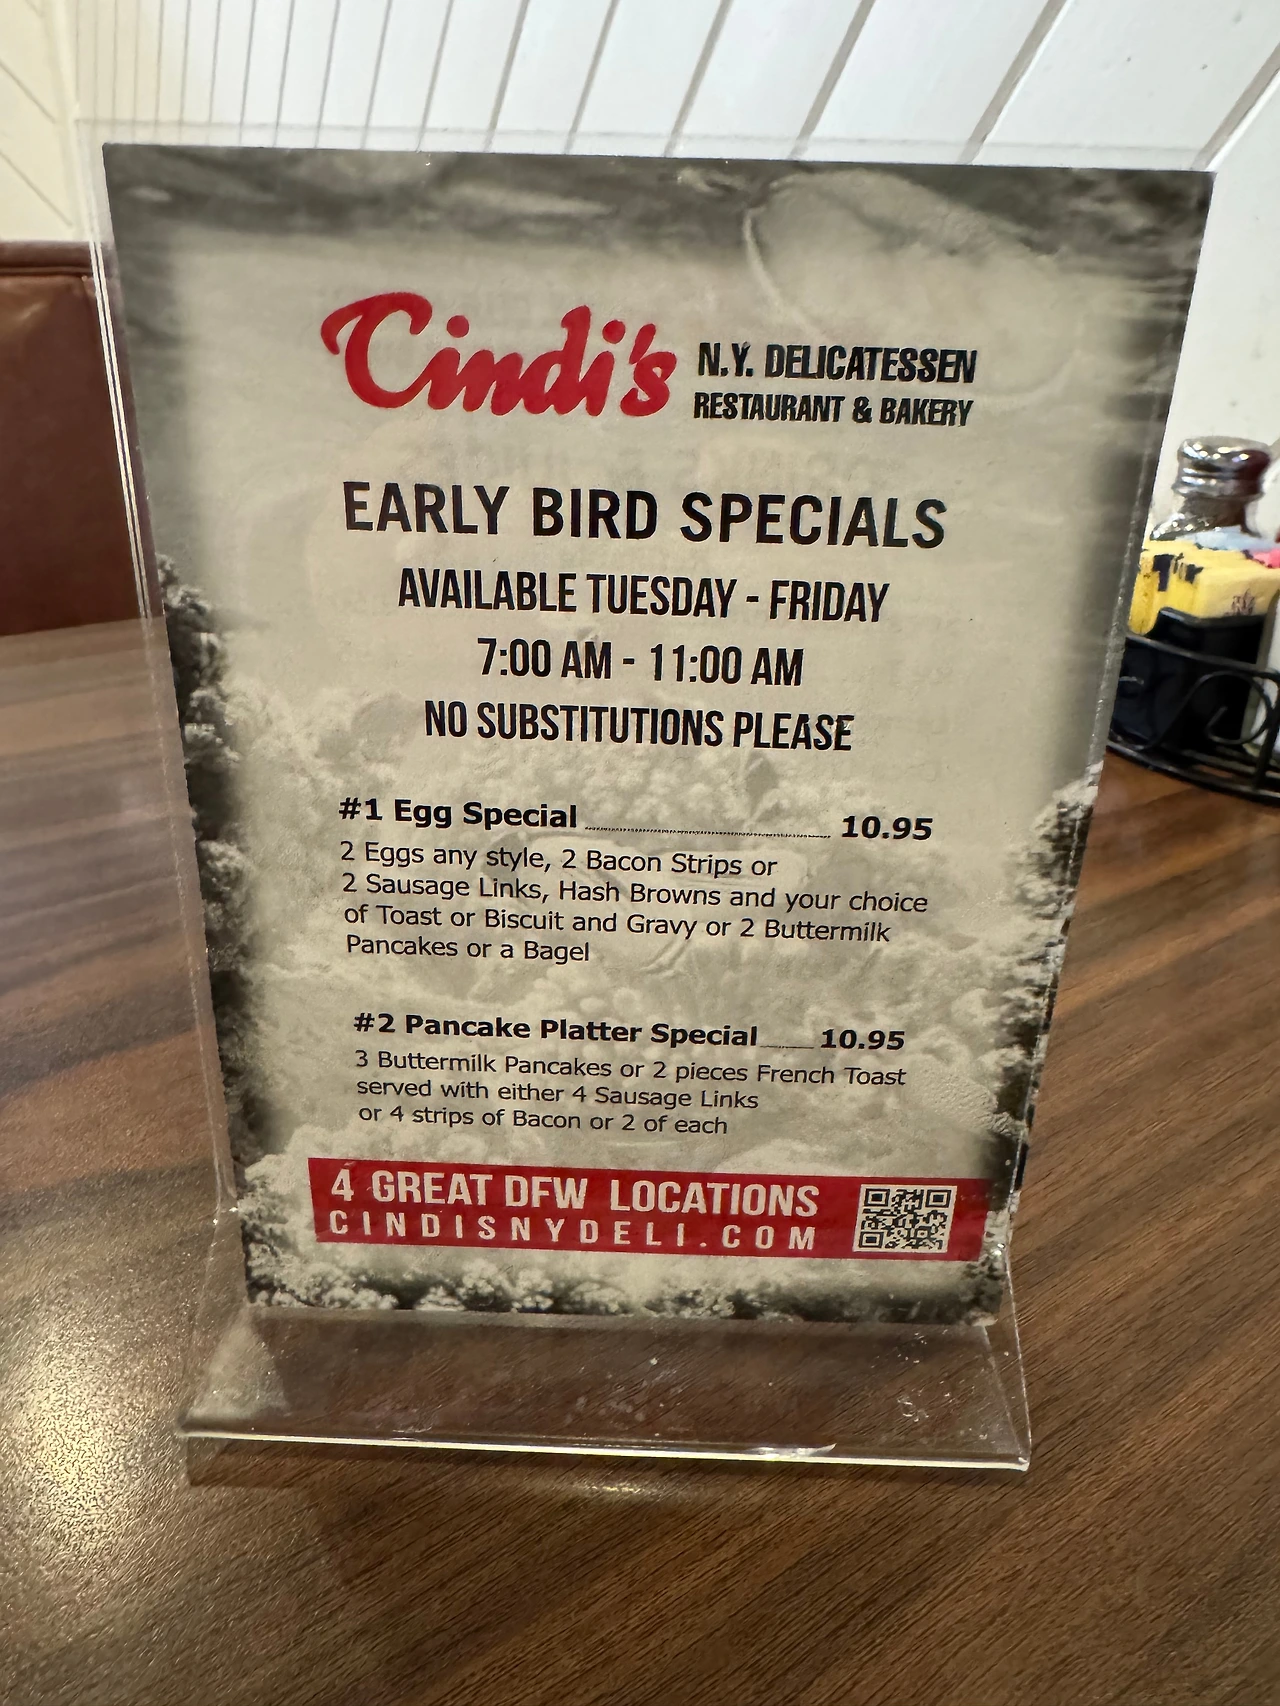 Cindi's N.Y. DELICATESSEN
RESTAURANT & BAKERY
EARLY BIRD SPECIALS
AVAILABLE TUESDAY - FRIDAY
7:00 AM - 11:00 AM
NO SUBSTITUTIONS PLEASE
#1 Egg Special 10.95
2 Eggs any style, 2 Bacon Strips or
2 Sausage Links, Hash Browns and your choice
of Toast or Biscuit and Gravy or 2 Buttermilk
Pancakes or a Bagel
#2 Pancake Platter Special 10.95
3 Buttermilk Pancakes or 2 pieces French Toast
served with either 4 Sausage Links
or 4 strips of Bacon or 2 of each
4 GREAT DFW LOCATIONS
CINDISNYDELI.COM